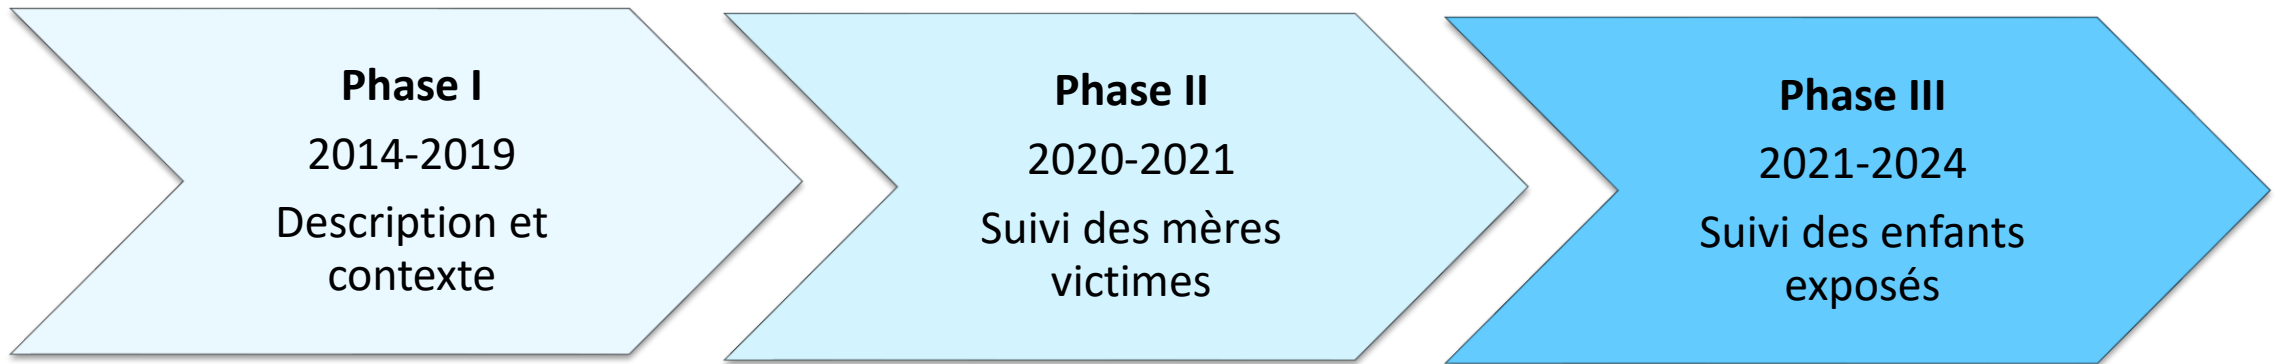 Phase I
2014-2019
Description et
contexte
Phase II
2020-2021
Suivi des mères
victimes
Phase III
2021-2024
Suivi des enfants
exposés